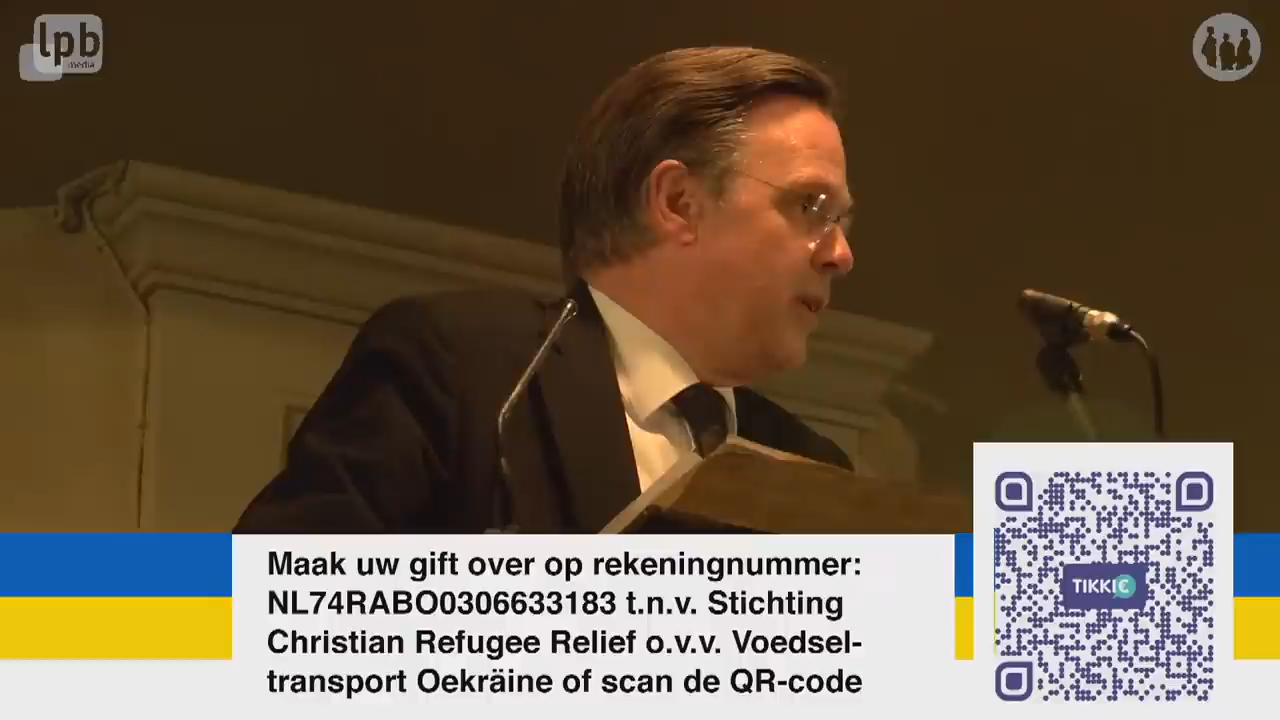 lpb
media
Maak uw gift over op rekeningnummer:
NL74RABO0306633183 t.n.v. Stichting
Christian Refugee Relief o.v.v. Voedsel-
transport Oekräine of scan de QR-code
TIKKIE